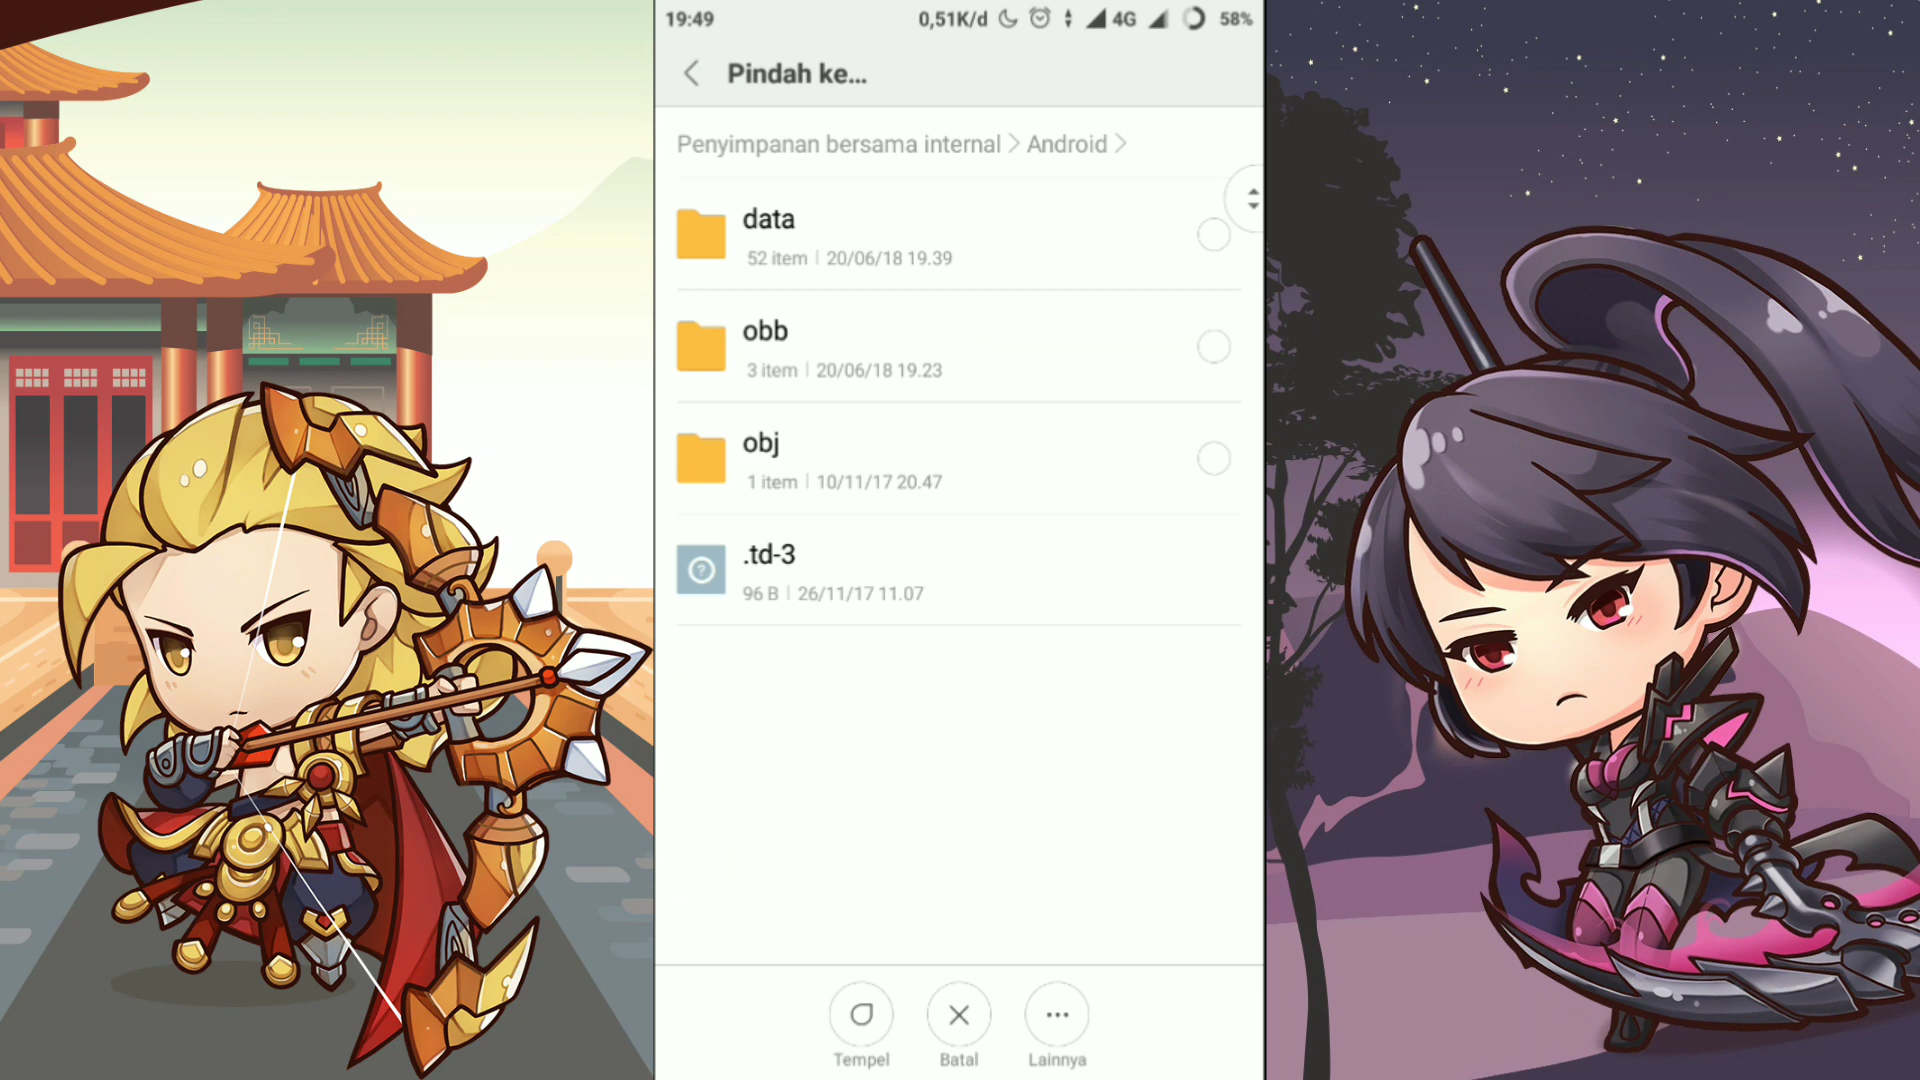 19:49
0,51K/d 4G 58%
Pindah ke...
Penyimpanan bersama internal > Android >
data
52 item | 20/06/18 19.39
obb
3 item | 20/06/18 19.23
obj
1 item | 10/11/17 20.47
.td-3
96 B | 26/11/17 11.07
Tempel Batal Lainnya